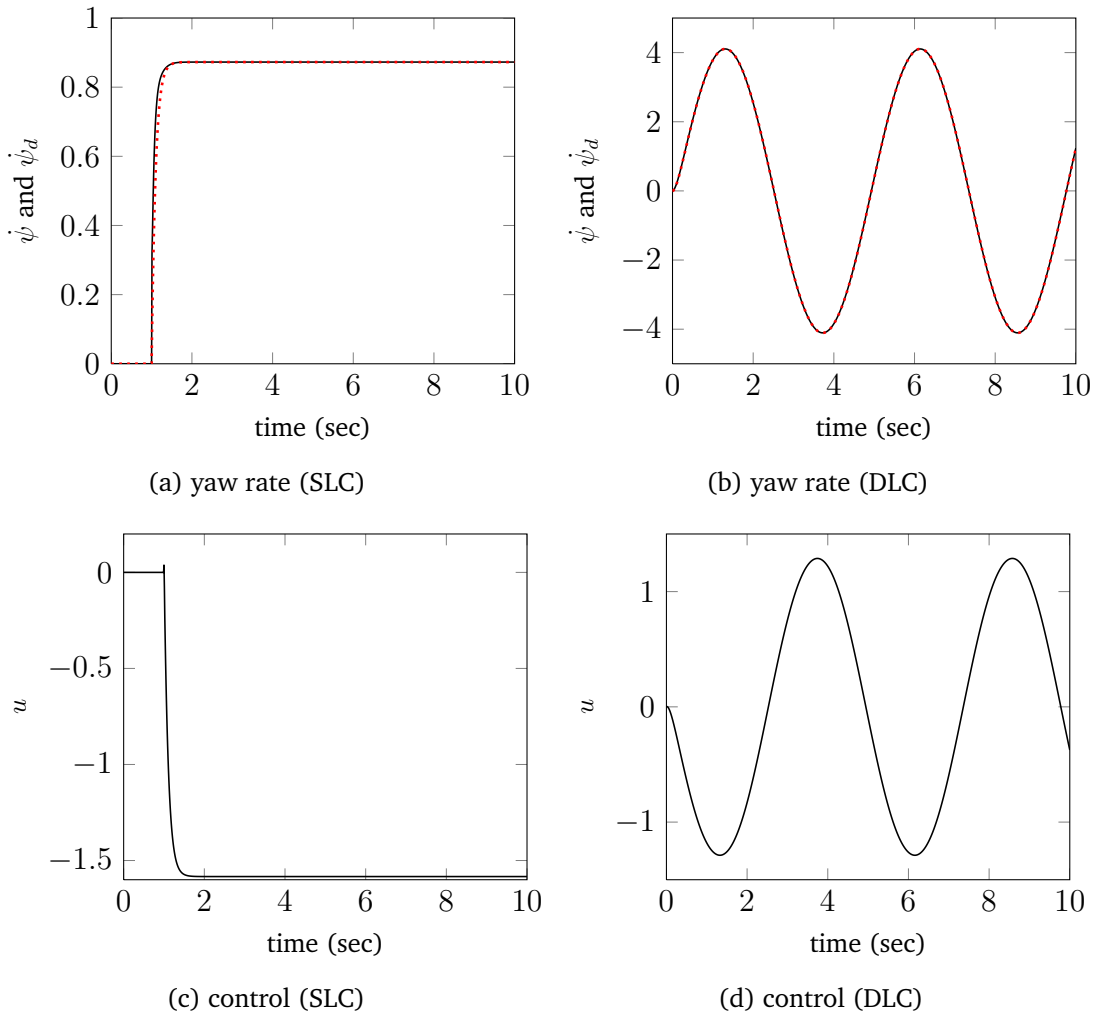 1
0.8
0.6
0.4
0.2
0
0 2 4 6 8 10
ψ̇ and ψ̇_d
time (sec)
(a) yaw rate (SLC)
4
2
0
−2
−4
0 2 4 6 8 10
ψ̇ and ψ̇_d
time (sec)
(b) yaw rate (DLC)
0
−0.5
−1
−1.5
0 2 4 6 8 10
u
time (sec)
(c) control (SLC)
1
0
−1
0 2 4 6 8 10
u
time (sec)
(d) control (DLC)